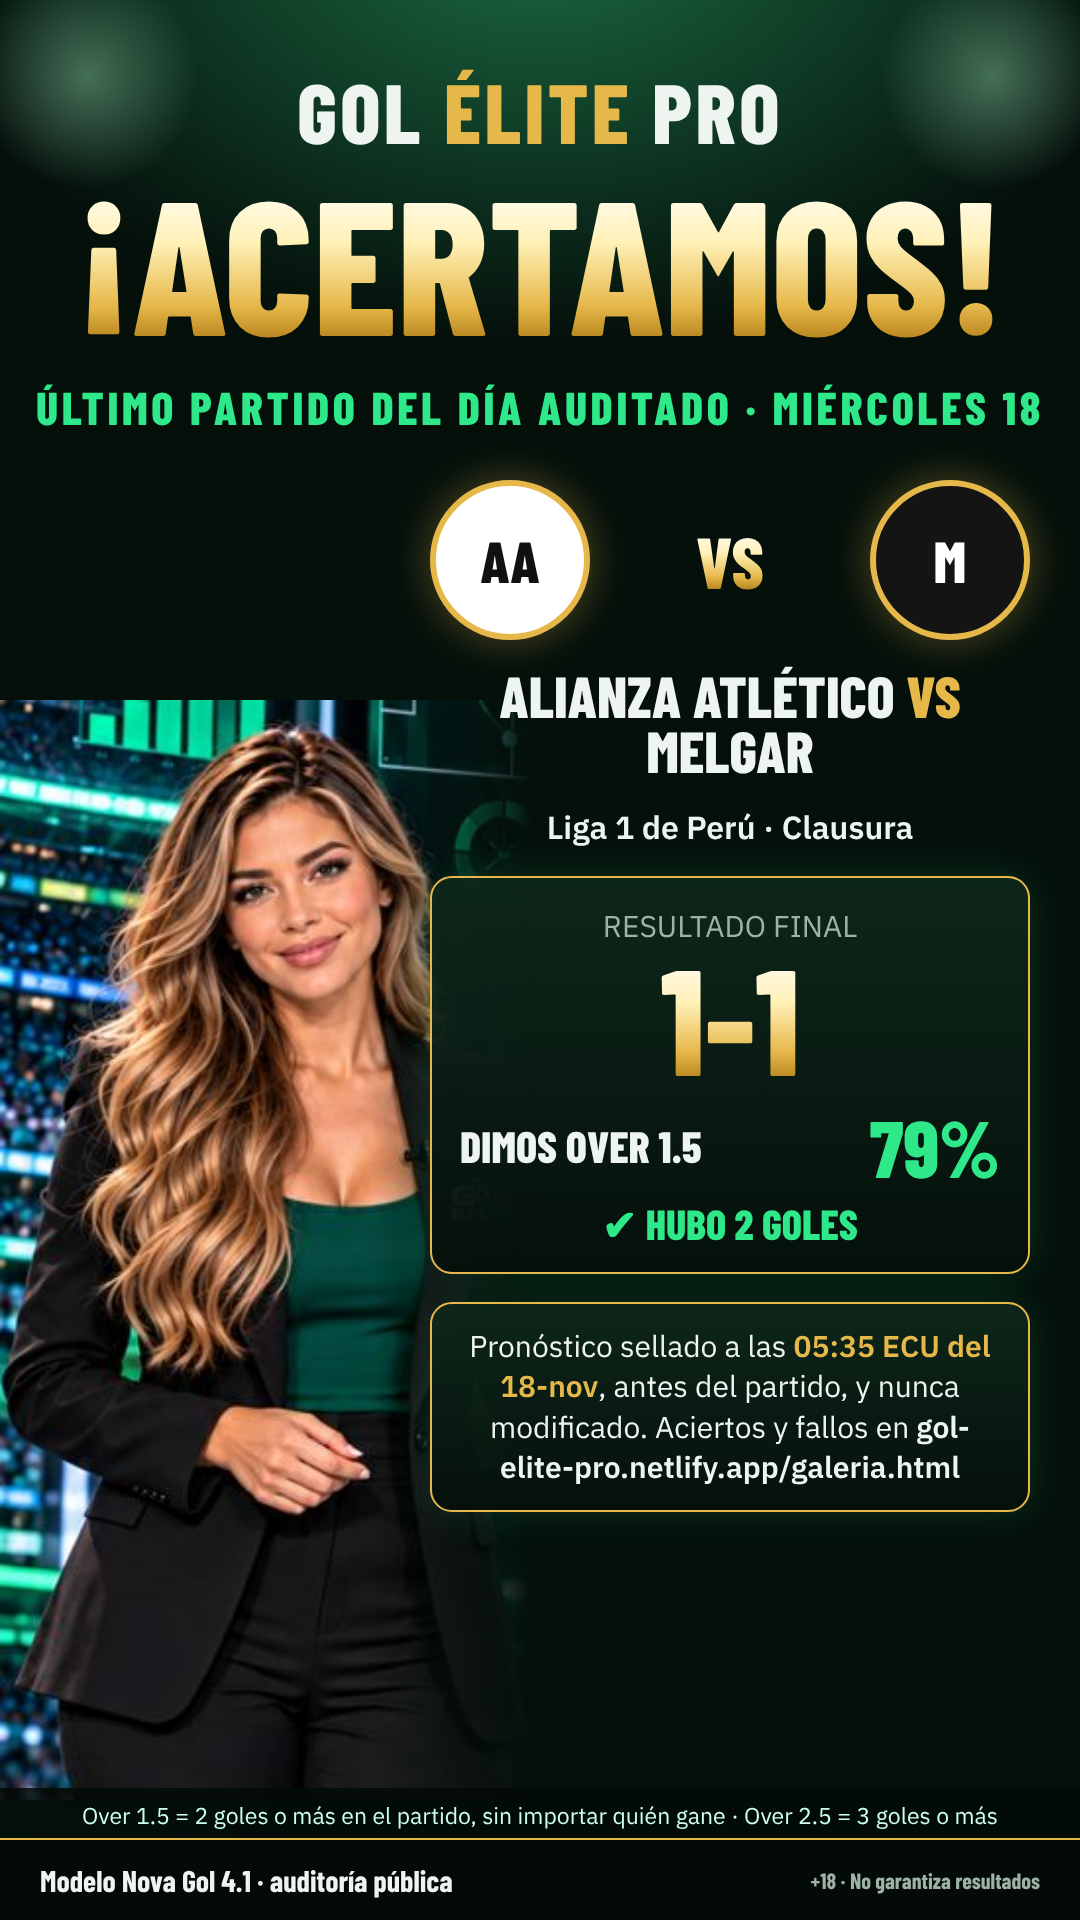 GOL ÉLITE PRO
¡ACERTAMOS!
ÚLTIMO PARTIDO DEL DÍA AUDITADO · MIÉRCOLES 18
AA
VS
M
ALIANZA ATLÉTICO VS
MELGAR
Liga 1 de Perú · Clausura
RESULTADO FINAL
1-1
DIMOS OVER 1.5
79%
✔ HUBO 2 GOLES
Pronóstico sellado a las 05:35 ECU del
18-nov, antes del partido, y nunca
modificado. Aciertos y fallos en gol-
elite-pro.netlify.app/galeria.html
Over 1.5 = 2 goles o más en el partido, sin importar quién gane · Over 2.5 = 3 goles o más
Modelo Nova Gol 4.1 · auditoría pública
+18 · No garantiza resultados